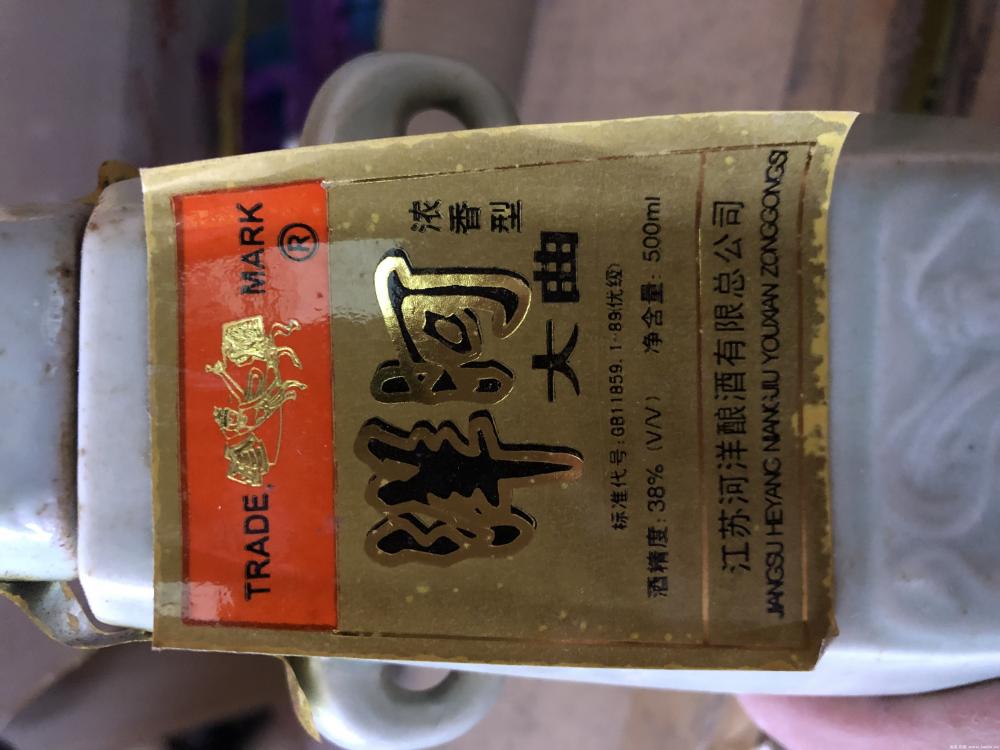 TRADE MARK
®
浓香型
洋河
大曲
标准代号:GB11859.1-89(优级)
酒精度:38%(V/V) 净含量:500ml
江苏河洋酿酒有限总公司
JIANGSU HEYANG NIANGJIU YOUXIAN ZONGGONGSI